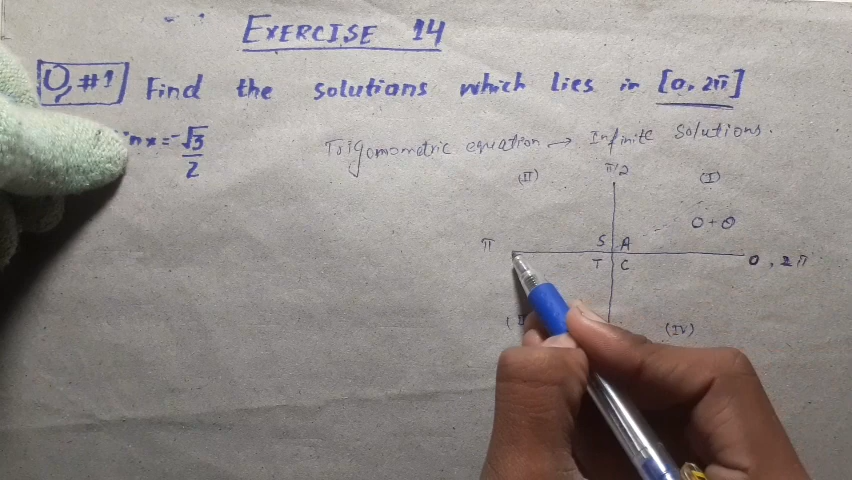 EXERCISE 14
Q#1 Find the solutions which lies in [0, 2π]
x = -√3/2
Trigomometric equation → Infinite Solutions.
π/2
(II) (I)
0+θ
S A
π 0, 2π
T C
(IV)